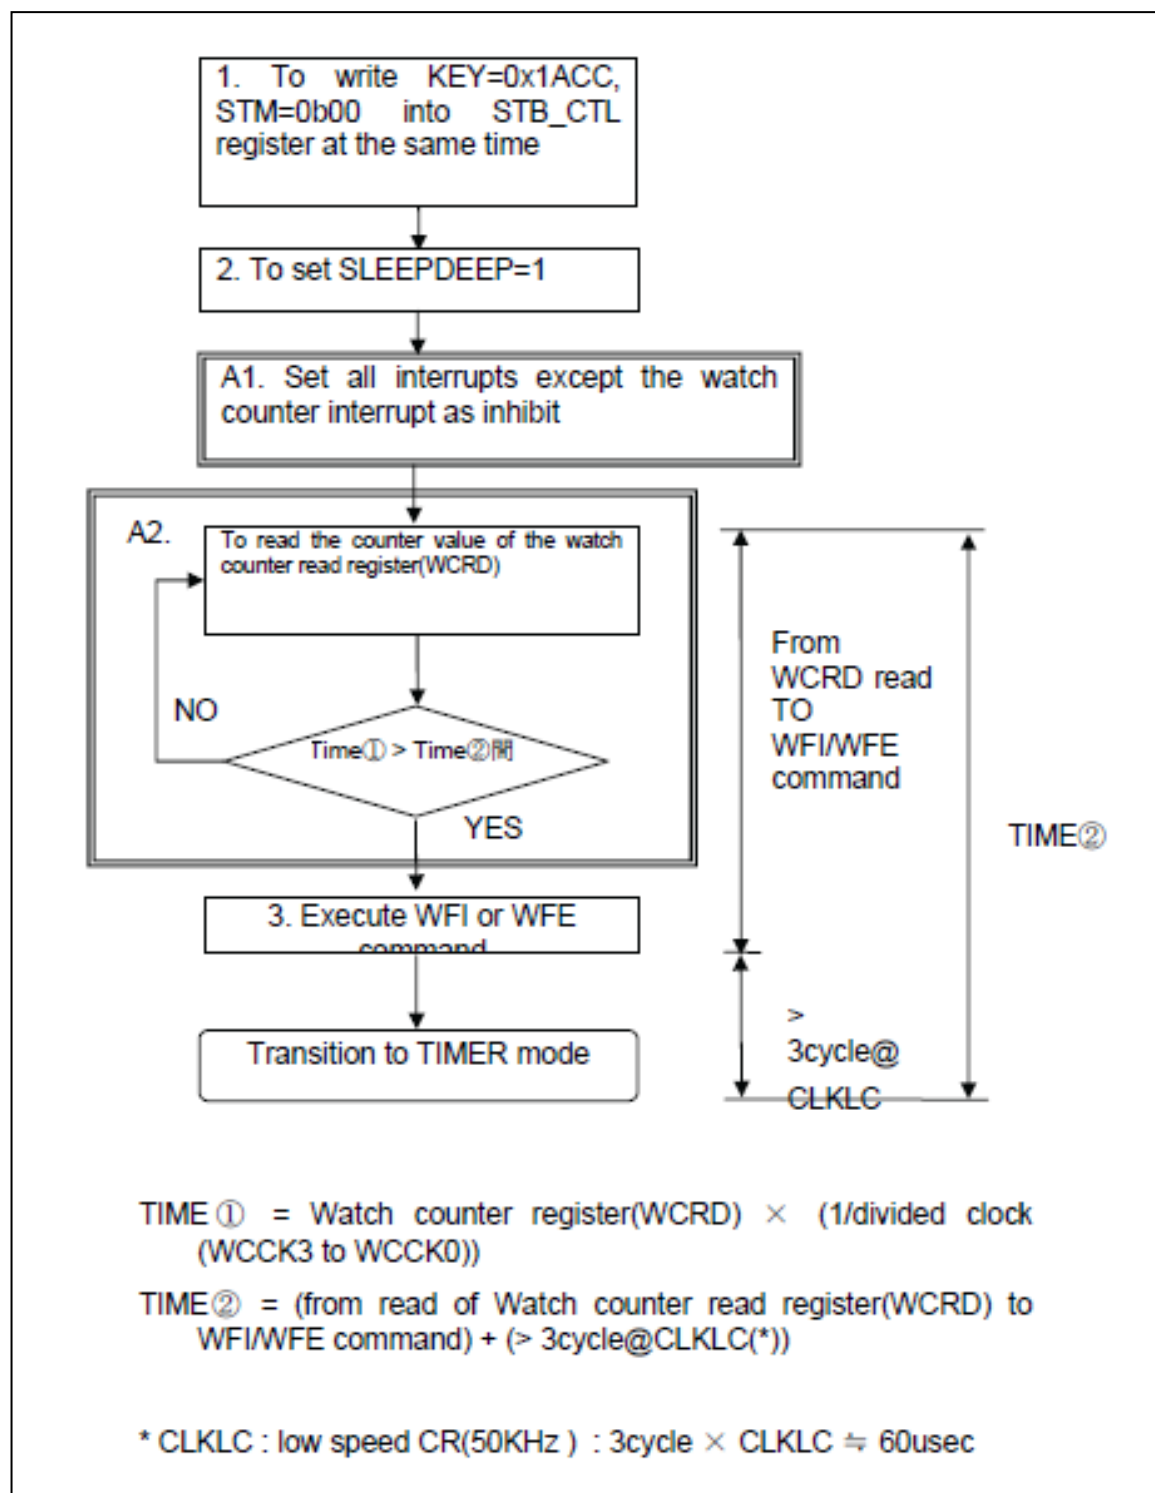 1. To write KEY=0x1ACC,
STM=0b00 into STB_CTL
register at the same time
2. To set SLEEPDEEP=1
A1. Set all interrupts except the watch
counter interrupt as inhibit
A2.
To read the counter value of the watch
counter read register(WCRD)
NO
Time① > Time②間
YES
3. Execute WFI or WFE
command
Transition to TIMER mode
From
WCRD read
TO
WFI/WFE
command
TIME②
>
3cycle@
CLKLC
TIME① = Watch counter register(WCRD) × (1/divided clock
(WCCK3 to WCCK0))
TIME② = (from read of Watch counter read register(WCRD) to
WFI/WFE command) + (> 3cycle@CLKLC(*))
* CLKLC : low speed CR(50KHz ) : 3cycle × CLKLC ≒ 60usec